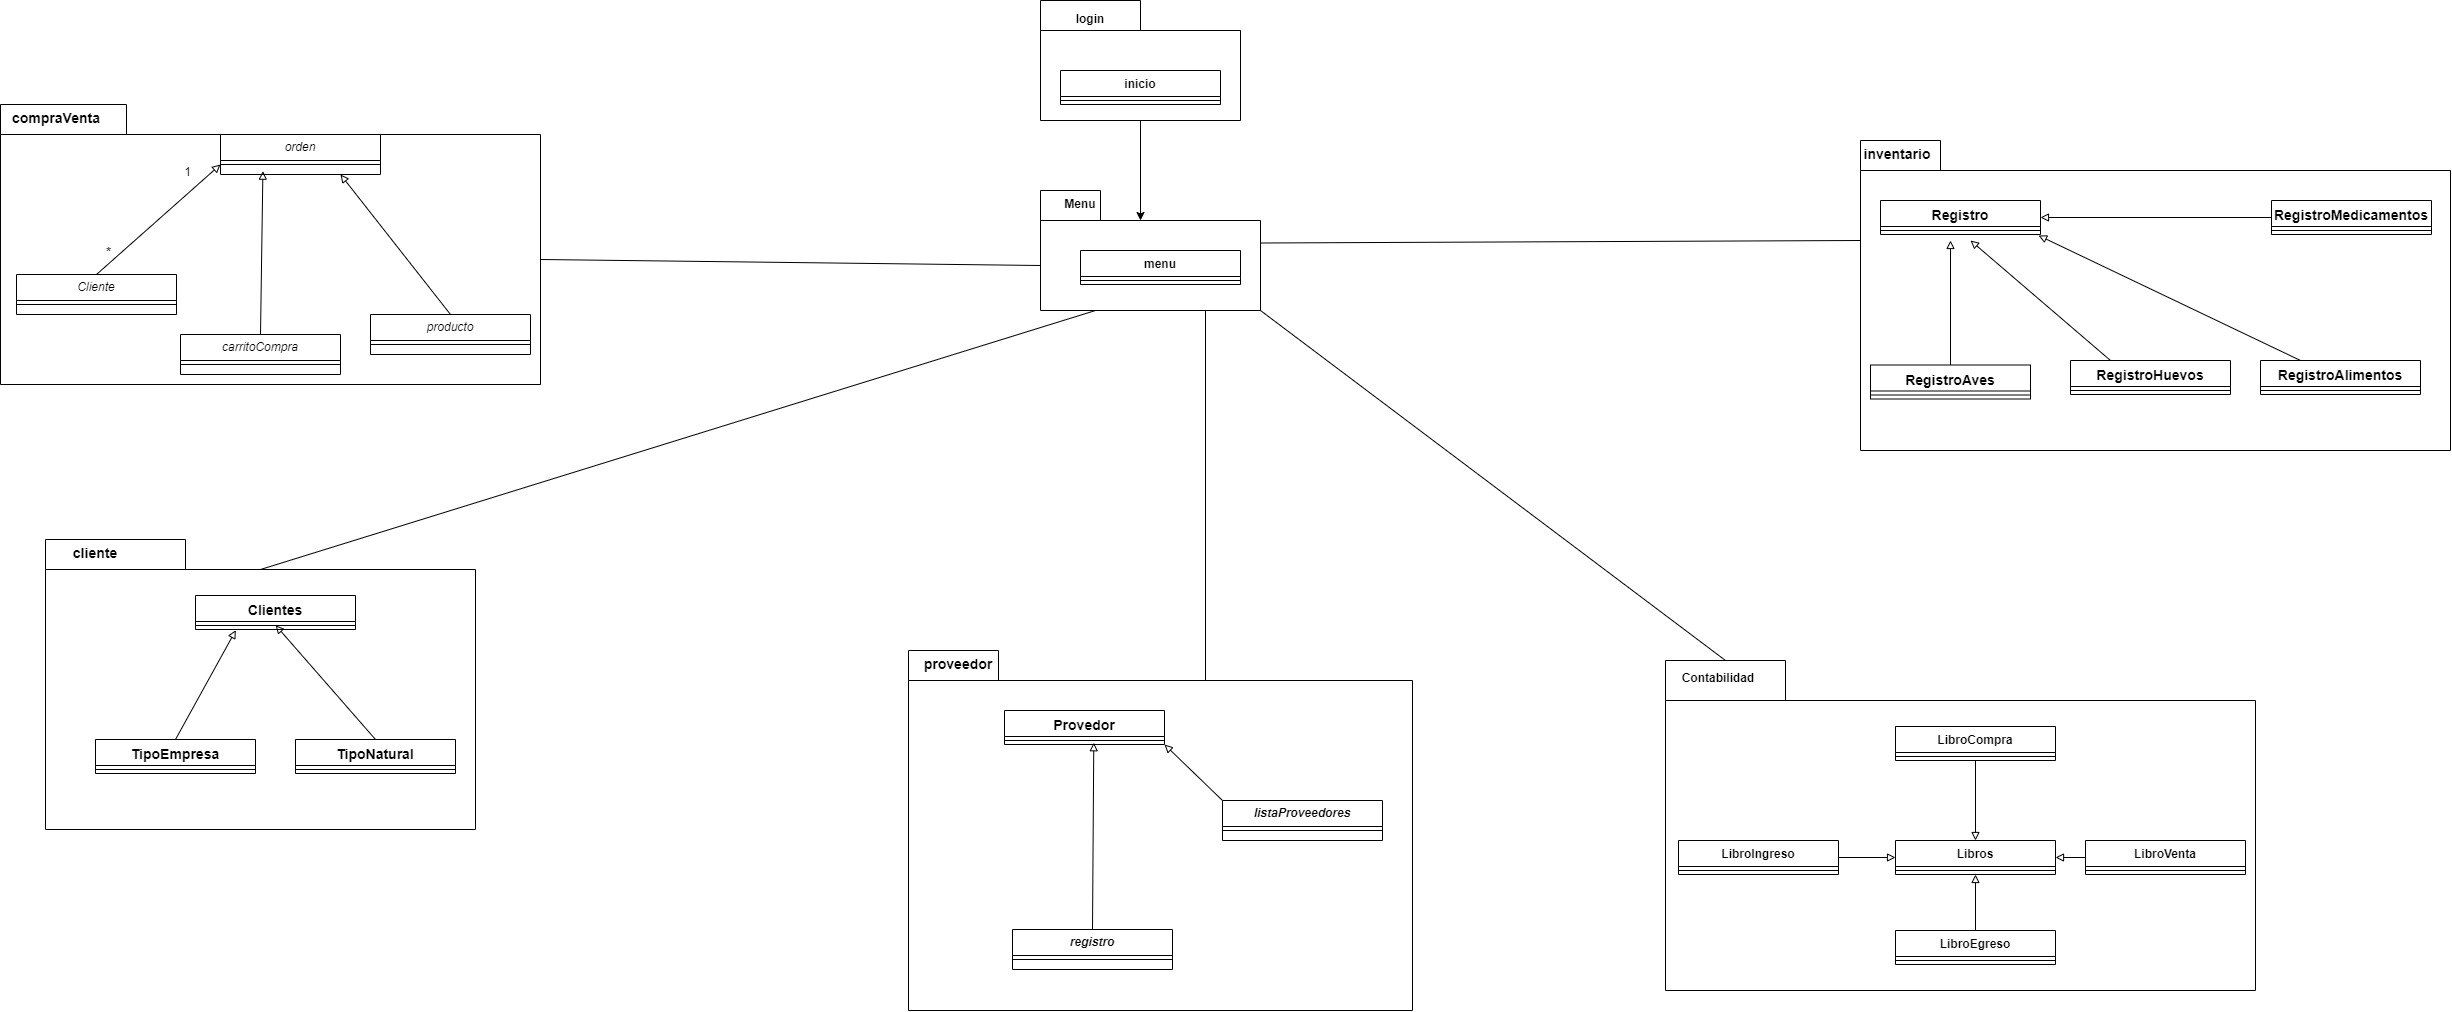 login
inicio
compraVenta
orden
1
*
Cliente
carritoCompra
producto
Menu
menu
inventario
Registro
RegistroMedicamentos
RegistroAves
RegistroHuevos
RegistroAlimentos
cliente
Clientes
TipoEmpresa
TipoNatural
proveedor
Provedor
listaProveedores
registro
Contabilidad
LibroCompra
LibroIngreso
Libros
LibroVenta
LibroEgreso